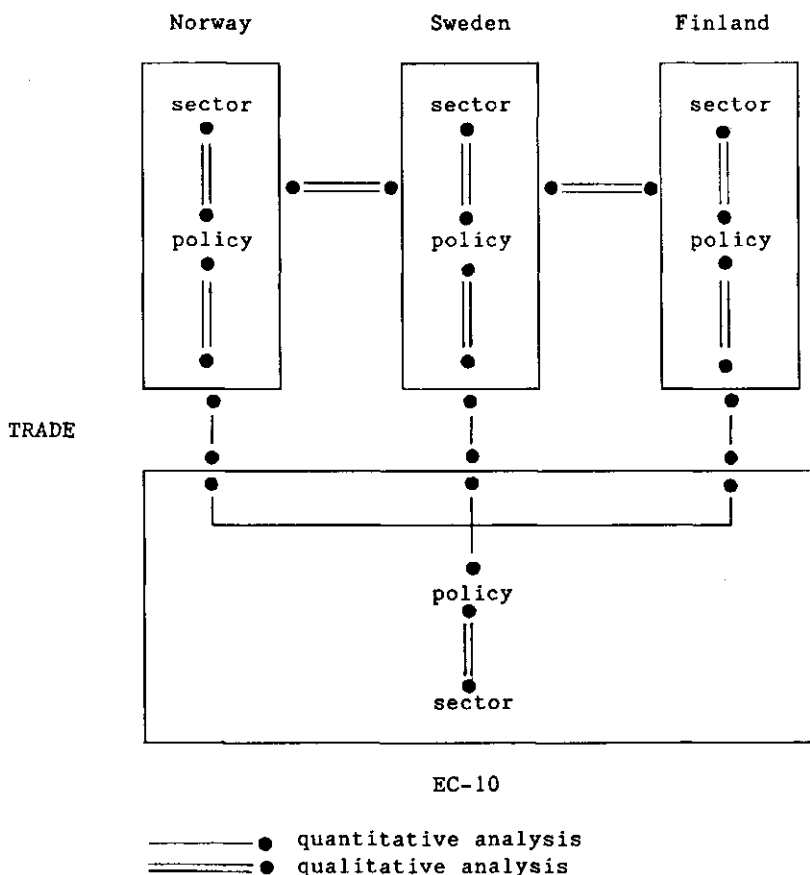 Norway Sweden Finland
sector sector sector
policy policy policy
TRADE
policy
sector
EC-10
quantitative analysis
qualitative analysis